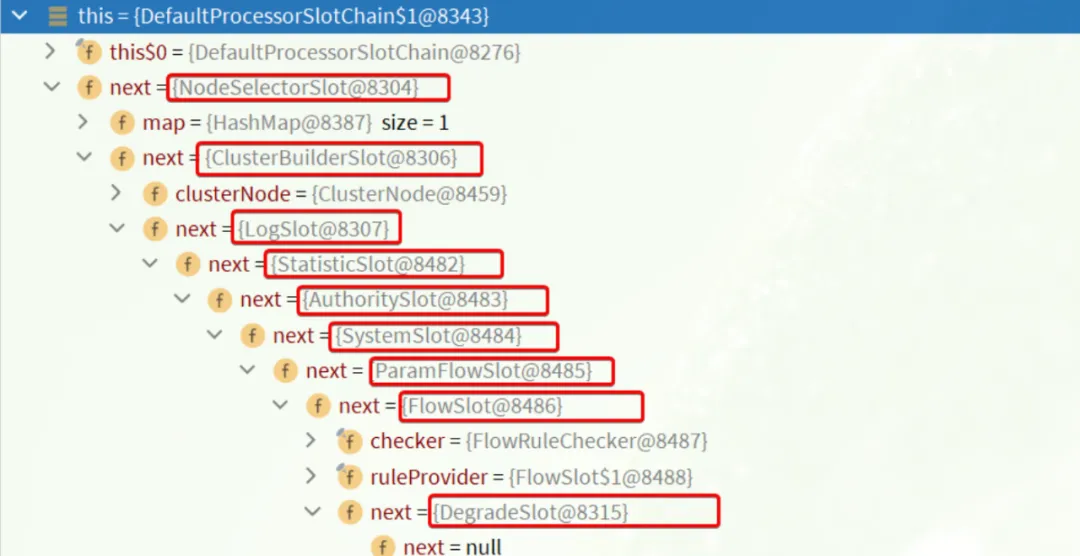 this = {DefaultProcessorSlotChain$1@8343}
this$0 = {DefaultProcessorSlotChain@8276}
next = {NodeSelectorSlot@8304}
map = {HashMap@8387} size = 1
next = {ClusterBuilderSlot@8306}
clusterNode = {ClusterNode@8459}
next = {LogSlot@8307}
next = {StatisticSlot@8482}
next = {AuthoritySlot@8483}
next = {SystemSlot@8484}
next = {ParamFlowSlot@8485}
next = {FlowSlot@8486}
checker = {FlowRuleChecker@8487}
ruleProvider = {FlowSlot$1@8488}
next = {DegradeSlot@8315}
next = null